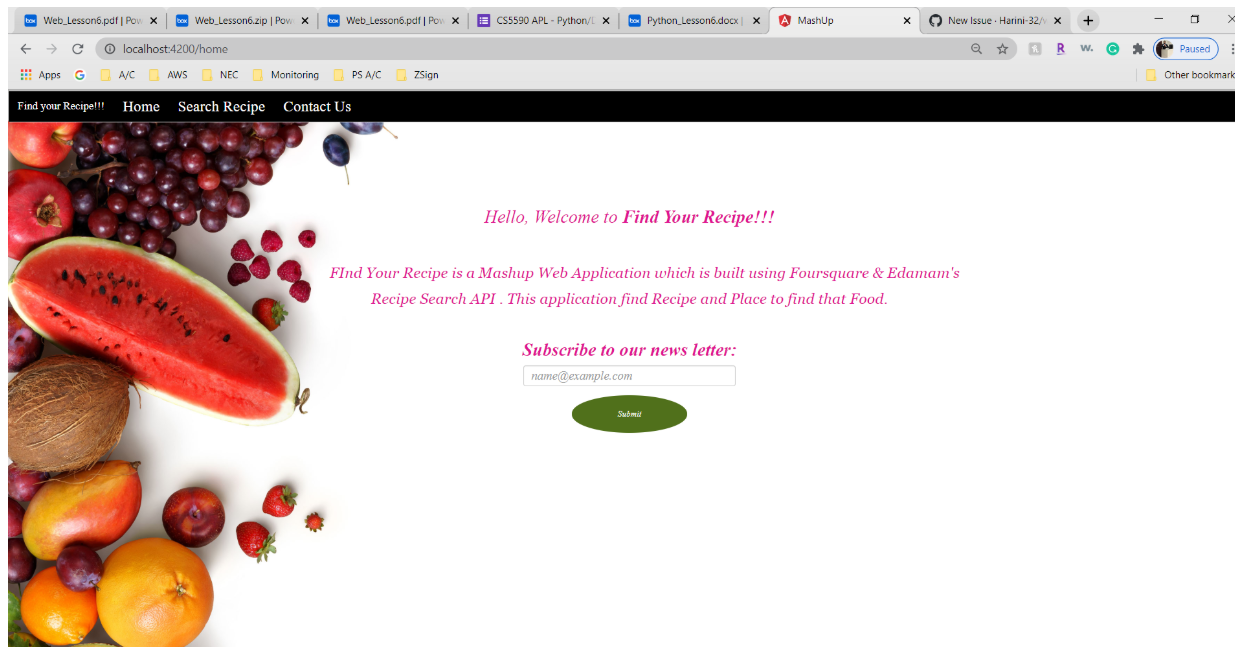 Web_Lesson6.pdf | Pow
Web_Lesson6.zip | Pow
Web_Lesson6.pdf | Pow
CS5590 APL - Python/
Python_Lesson6.docx |
MashUp
New Issue · Harini-32/
localhost:4200/home
Paused
Apps
A/C
AWS
NEC
Monitoring
PS A/C
ZSign
Other bookmark
Find your Recipe!!! Home Search Recipe Contact Us
Hello, Welcome to Find Your Recipe!!!
FInd Your Recipe is a Mashup Web Application which is built using Foursquare & Edamam's
Recipe Search API . This application find Recipe and Place to find that Food.
Subscribe to our news letter:
name@example.com
Submit